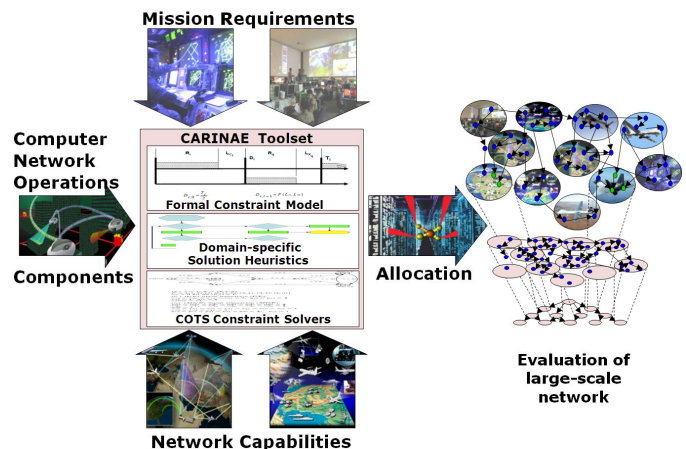 Mission Requirements
Computer
Network
Operations
Components
CARINAE Toolset
Formal Constraint Model
Domain-specific
Solution Heuristics
COTS Constraint Solvers
Allocation
Network Capabilities
Evaluation of
large-scale
network